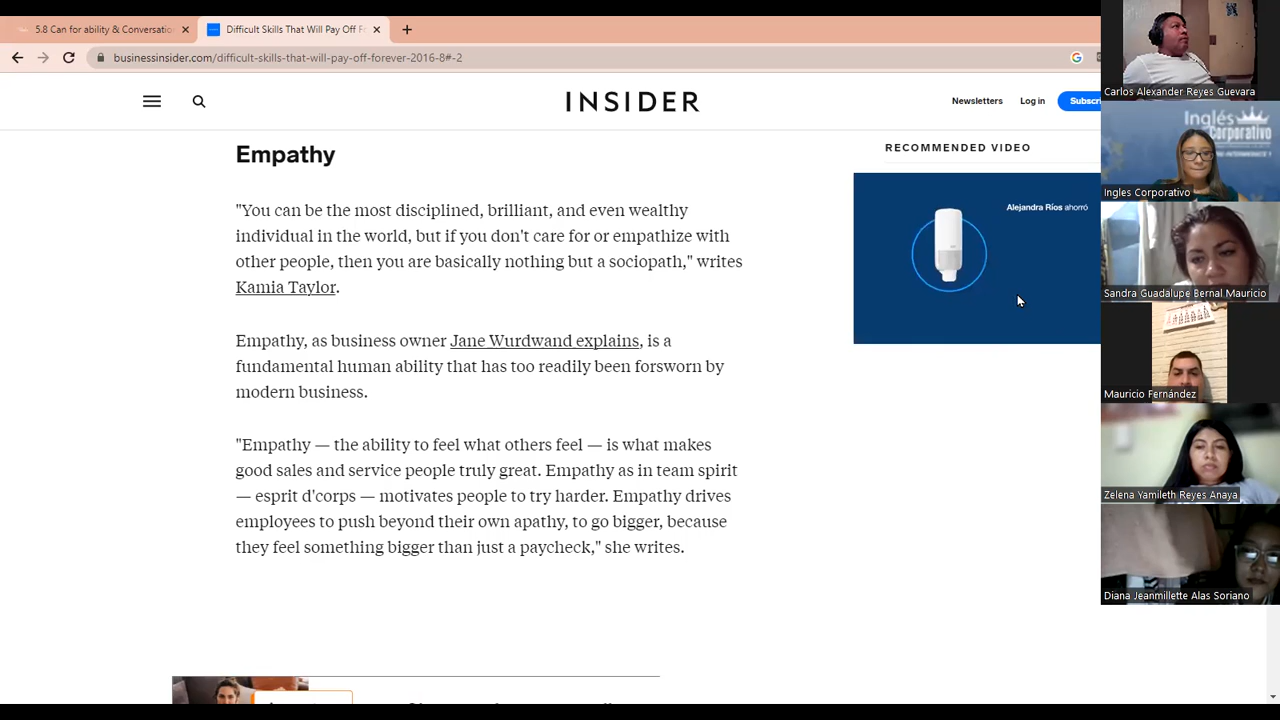 5.8 Can for ability & Conversation
Difficult Skills That Will Pay Off F
businessinsider.com/difficult-skills-that-will-pay-off-forever-2016-8#-2
INSIDER
Newsletters
Log in
Subscri
Empathy
"You can be the most disciplined, brilliant, and even wealthy
individual in the world, but if you don't care for or empathize with
other people, then you are basically nothing but a sociopath," writes
Kamia Taylor.
Empathy, as business owner Jane Wurdwand explains, is a
fundamental human ability that has too readily been forsworn by
modern business.
"Empathy — the ability to feel what others feel — is what makes
good sales and service people truly great. Empathy as in team spirit
— esprit d'corps — motivates people to try harder. Empathy drives
employees to push beyond their own apathy, to go bigger, because
they feel something bigger than just a paycheck," she writes.
RECOMMENDED VIDEO
Alejandra Ríos ahorró
Carlos Alexander Reyes Guevara
Inglés
Corporativo
Ingles Corporativo
Sandra Guadalupe Bernal Mauricio
Mauricio Fernández
Zelena Yamileth Reyes Anaya
Diana Jeanmillette Alas Soriano